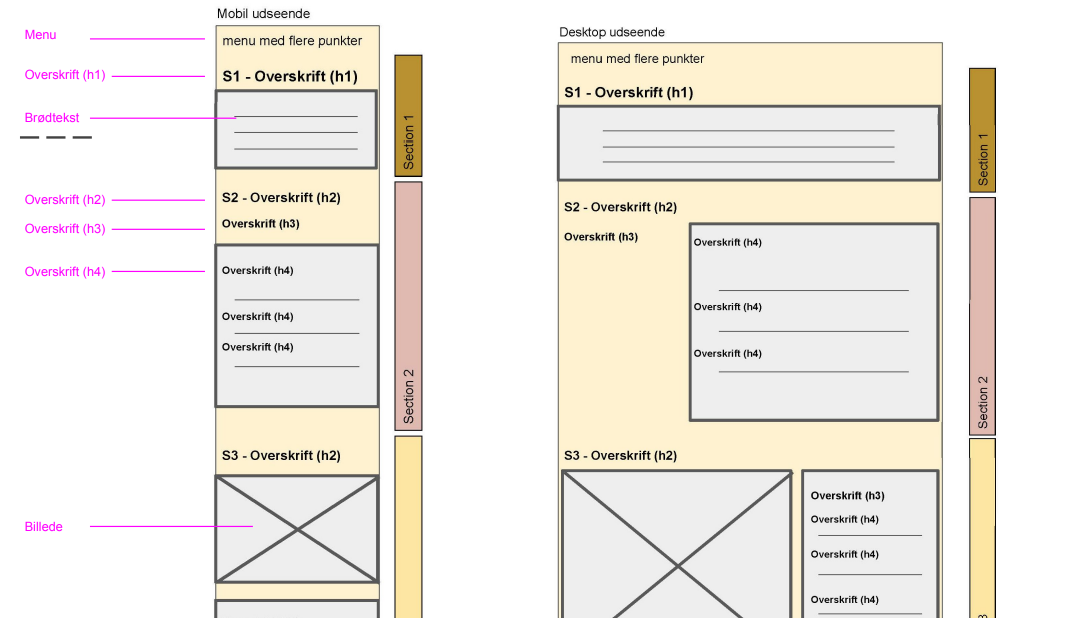 Mobil udseende
Menu
menu med flere punkter
Overskrift (h1)
S1 - Overskrift (h1)
Brødtekst
Section 1
Overskrift (h2)
S2 - Overskrift (h2)
Overskrift (h3)
Overskrift (h3)
Overskrift (h4)
Overskrift (h4)
Overskrift (h4)
Overskrift (h4)
Section 2
S3 - Overskrift (h2)
Billede
Desktop udseende
menu med flere punkter
S1 - Overskrift (h1)
Section 1
S2 - Overskrift (h2)
Overskrift (h3)
Overskrift (h4)
Overskrift (h4)
Overskrift (h4)
Section 2
S3 - Overskrift (h2)
Overskrift (h3)
Overskrift (h4)
Overskrift (h4)
Overskrift (h4)